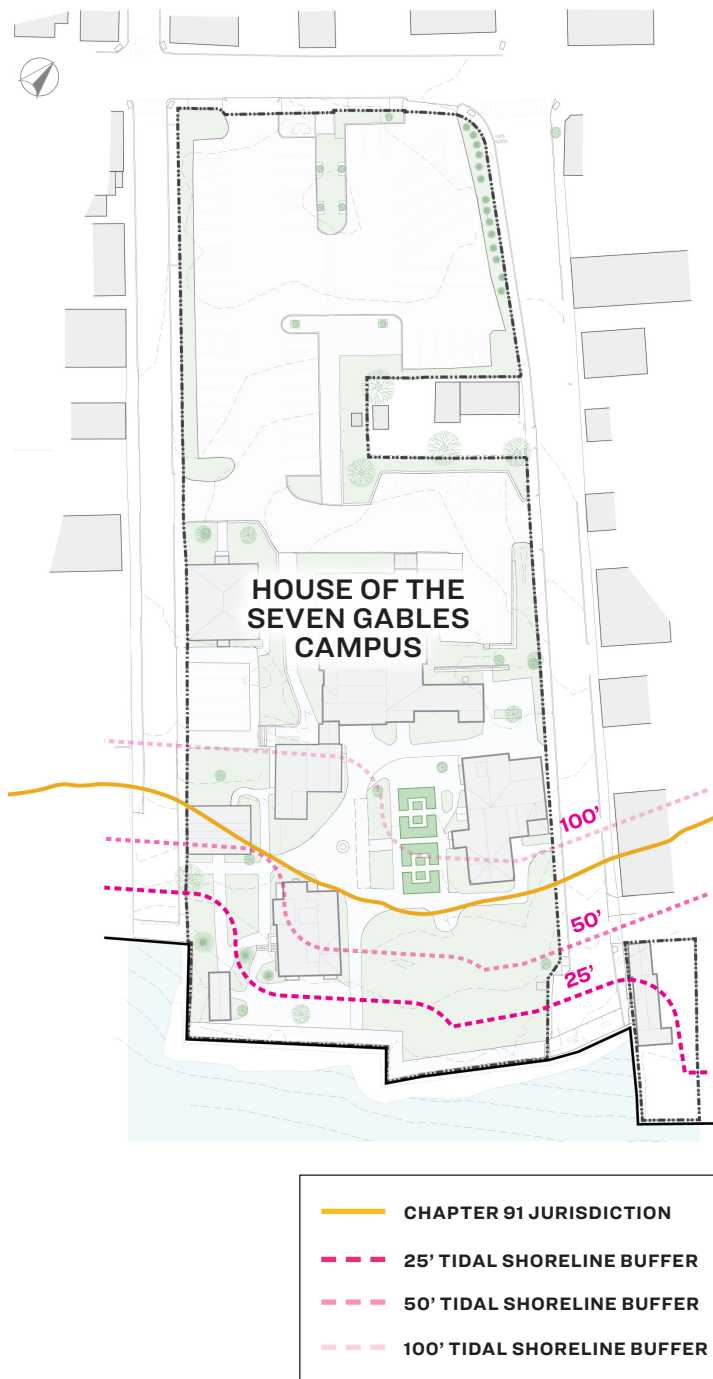 HOUSE OF THE
SEVEN GABLES
CAMPUS
100’
50’
25’
CHAPTER 91 JURISDICTION
25’ TIDAL SHORELINE BUFFER
50’ TIDAL SHORELINE BUFFER
100’ TIDAL SHORELINE BUFFER